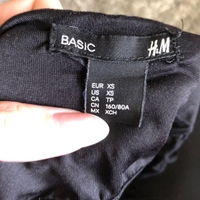 BASIC H&M
EUR XS
US XS
CA TP
CN 160/80A
MX XCH